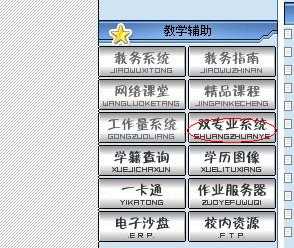 教学辅助
教务系统 教务指南
JIAOWUXITONG JIAOWUZHINAN
网络课堂 精品课程
WANGLUOKETANG JINGPINKECHENG
工作量系统 双专业系统
GONGZUOLIANG SHUANGZHUANYE
学籍查询 学历图像
XUEJICHAXUN XUELITUXIANG
一卡通 作业服务器
YIKATONG ZUOYEFUWUQI
电子沙盘 校内资源
ERP FTP